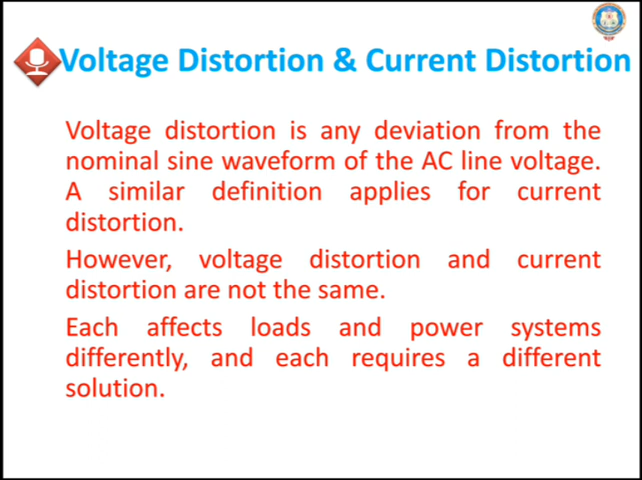 Voltage Distortion & Current Distortion
Voltage distortion is any deviation from the
nominal sine waveform of the AC line voltage.
A similar definition applies for current
distortion.
However, voltage distortion and current
distortion are not the same.
Each affects loads and power systems
differently, and each requires a different
solution.